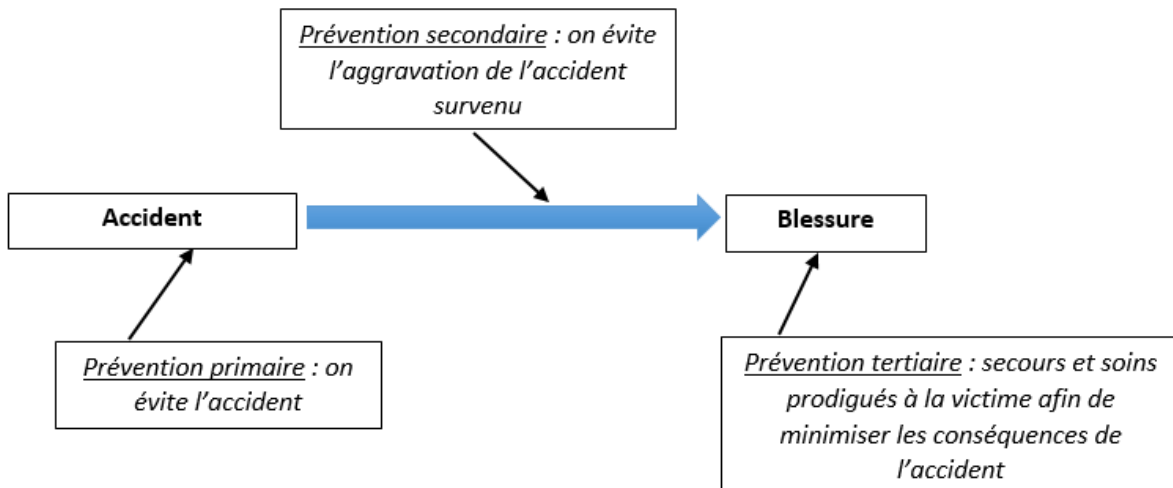 Prévention secondaire : on évite
l’aggravation de l’accident
survenu
Accident
Blessure
Prévention primaire : on
évite l’accident
Prévention tertiaire : secours et soins
prodigués à la victime afin de
minimiser les conséquences de
l’accident